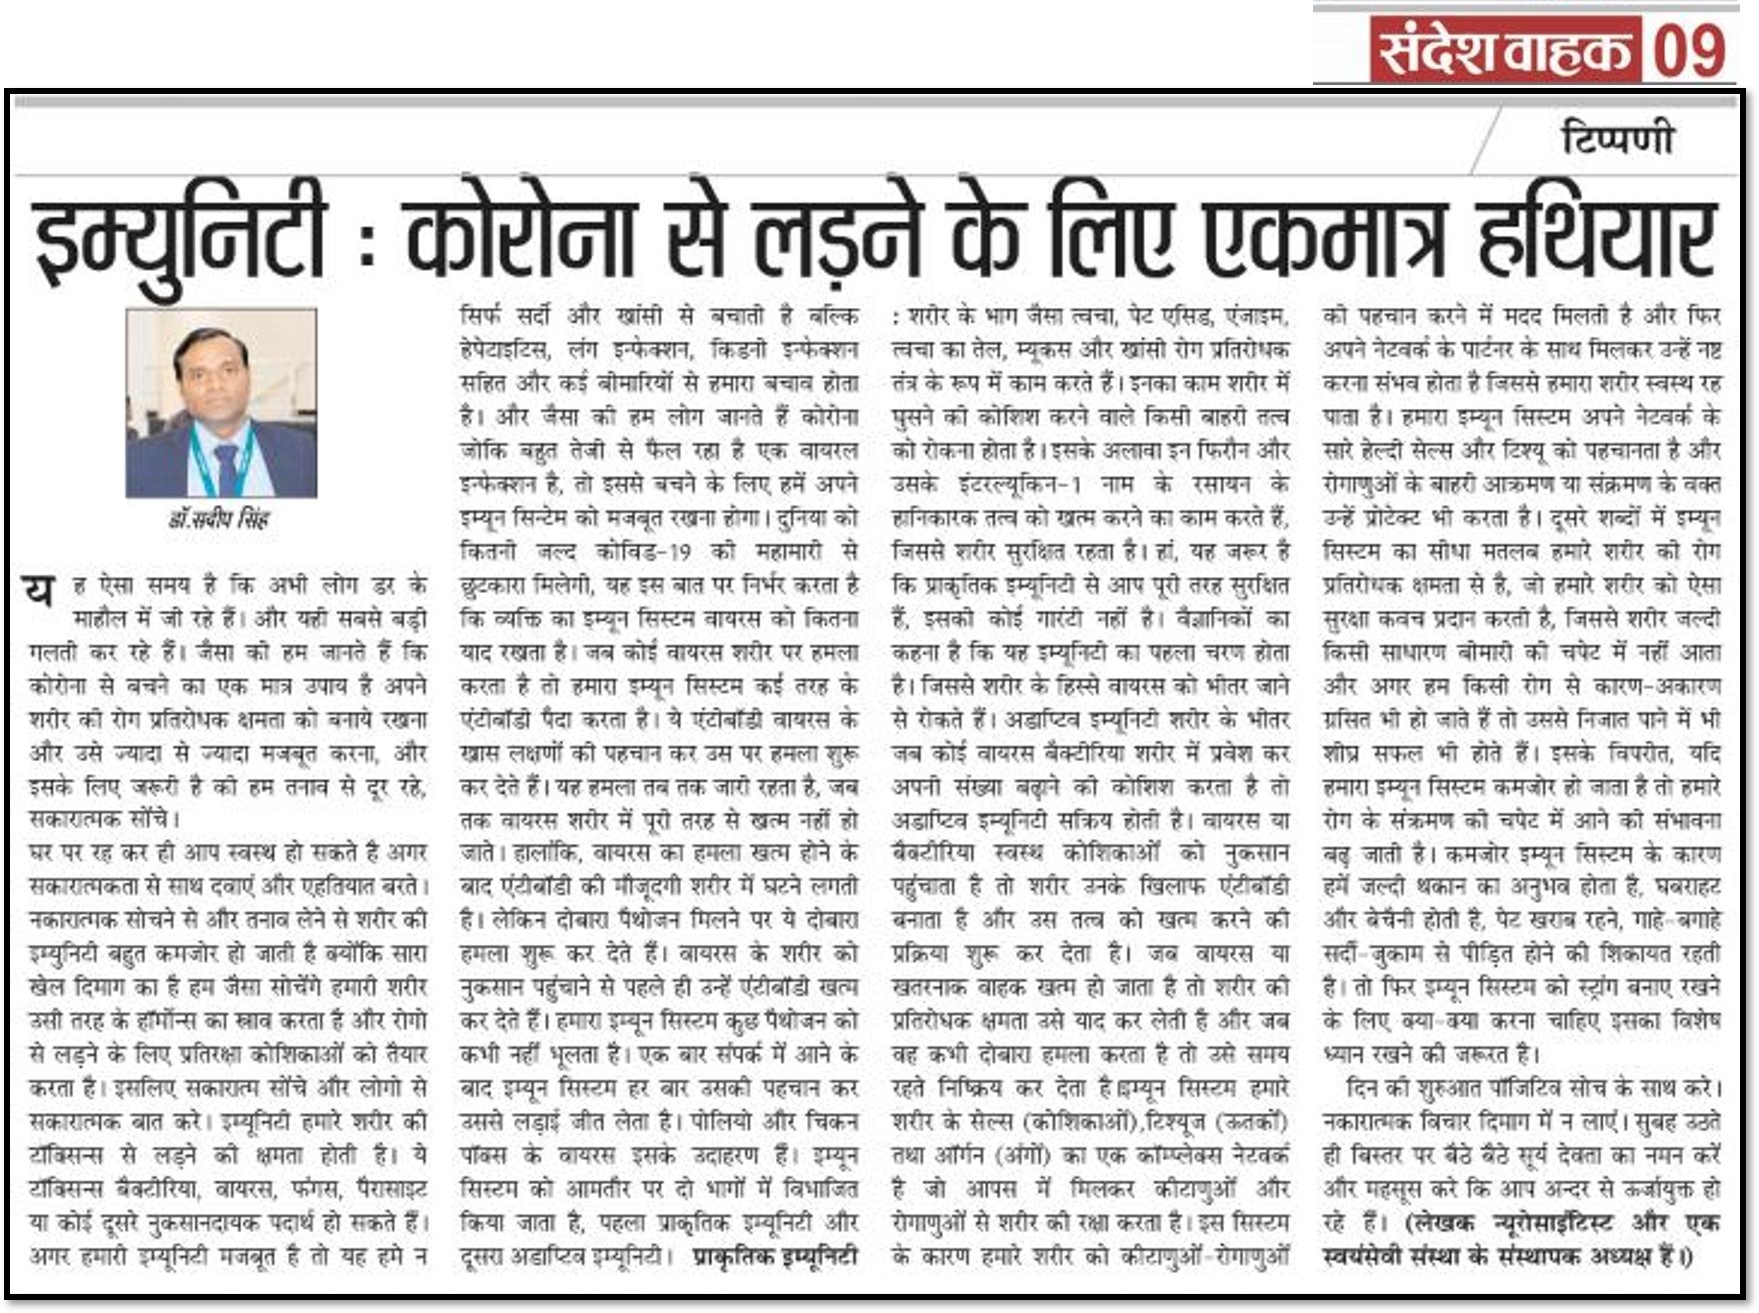 संदेश वाहक 09
टिप्पणी
इम्युनिटी : कोरोना से लड़ने के लिए एकमात्र हथियार
डॉ.सदीप सिंह
यह ऐसा समय है कि अभी लोग डर के
माहौल में जी रहे हैं। और यही सबसे बड़ी
गलती कर रहे हैं। जैसा की हम जानते हैं कि
कोरोना से बचने का एक मात्र उपाय है अपने
शरीर की रोग प्रतिरोधक क्षमता को बनाये रखना
और उसे ज्यादा से ज्यादा मजबूत करना, और
इसके लिए जरूरी है की हम तनाव से दूर रहे,
सकारात्मक सोंचे।
घर पर रह कर ही आप स्वस्थ हो सकते है अगर
सकारात्मकता से साथ दवाएं और एहतियात बरते।
नकारात्मक सोचने से और तनाव लेने से शरीर की
इम्युनिटी बहुत कमजोर हो जाती है क्योंकि सारा
खेल दिमाग का है हम जैसा सोचेंगे हमारी शरीर
उसी तरह के हॉर्मोन्स का स्राव करता है और रोगो
से लड़ने के लिए प्रतिरक्षा कोशिकाओं को तैयार
करता है। इसलिए सकारात्म सोंचे और लोगो से
सकारात्मक बात करे। इम्युनिटी हमारे शरीर की
टॉक्सिन्स से लड़ने की क्षमता होती है। ये
टॉक्सिन्स बैक्टीरिया, वायरस, फंगस, पैरासाइट
या कोई दूसरे नुकसानदायक पदार्थ हो सकते हैं।
अगर हमारी इम्युनिटी मजबूत है तो यह हमे न
सिर्फ सर्दी और खांसी से बचाती है बल्कि
हेपेटाइटिस, लंग इन्फेक्शन, किडनी इन्फेक्शन
सहित और कई बीमारियों से हमारा बचाव होता
है। और जैसा की हम लोग जानते हैं कोरोना
जोकि बहुत तेजी से फैल रहा है एक वायरल
इन्फेक्शन है, तो इससे बचने के लिए हमें अपने
इम्यून सिन्टेम को मजबूत रखना होगा। दुनिया को
कितनी जल्द कोविड-19 की महामारी से
छुटकारा मिलेगी, यह इस बात पर निर्भर करता है
कि व्यक्ति का इम्यून सिस्टम वायरस को कितना
याद रखता है। जब कोई वायरस शरीर पर हमला
करता है तो हमारा इम्यून सिस्टम कई तरह के
एंटीबॉडी पैदा करता है। ये एंटीबॉडी वायरस के
खास लक्षणों की पहचान कर उस पर हमला शुरू
कर देते हैं। यह हमला तब तक जारी रहता है, जब
तक वायरस शरीर में पूरी तरह से खत्म नहीं हो
जाते। हालांकि, वायरस का हमला खत्म होने के
बाद एंटीबॉडी की मौजूदगी शरीर में घटने लगती
है। लेकिन दोबारा पैथोजन मिलने पर ये दोबारा
हमला शुरू कर देते हैं। वायरस के शरीर को
नुकसान पहुंचाने से पहले ही उन्हें एंटीबॉडी खत्म
कर देते हैं। हमारा इम्यून सिस्टम कुछ पैथोजन को
कभी नहीं भूलता है। एक बार संपर्क में आने के
बाद इम्यून सिस्टम हर बार उसकी पहचान कर
उससे लड़ाई जीत लेता है। पोलियो और चिकन
पॉक्स के वायरस इसके उदाहरण हैं। इम्यून
सिस्टम को आमतौर पर दो भागों में विभाजित
किया जाता है, पहला प्राकृतिक इम्यूनिटी और
दूसरा अडाप्टिव इम्यूनिटी। प्राकृतिक इम्यूनिटी
: शरीर के भाग जैसा त्वचा, पेट एसिड, एंजाइम,
त्वचा का तेल, म्यूकस और खांसी रोग प्रतिरोधक
तंत्र के रूप में काम करते हैं। इनका काम शरीर में
घुसने की कोशिश करने वाले किसी बाहरी तत्व
को रोकना होता है। इसके अलावा इन फिरौन और
उसके इंटरल्यूकिन-1 नाम के रसायन के
हानिकारक तत्व को खत्म करने का काम करते हैं,
जिससे शरीर सुरक्षित रहता है। हां, यह जरूर है
कि प्राकृतिक इम्यूनिटी से आप पूरी तरह सुरक्षित
हैं, इसकी कोई गारंटी नहीं है। वैज्ञानिकों का
कहना है कि यह इम्यूनिटी का पहला चरण होता
है। जिससे शरीर के हिस्से वायरस को भीतर जाने
से रोकते हैं। अडाप्टिव इम्यूनिटी शरीर के भीतर
जब कोई वायरस बैक्टीरिया शरीर में प्रवेश कर
अपनी संख्या बढ़ाने की कोशिश करता है तो
अडाप्टिव इम्यूनिटी सक्रिय होती है। वायरस या
बैक्टीरिया स्वस्थ कोशिकाओं को नुकसान
पहुंचाता है तो शरीर उनके खिलाफ एंटीबॉडी
बनाता है और उस तत्व को खत्म करने की
प्रक्रिया शुरू कर देता है। जब वायरस या
खतरनाक वाहक खत्म हो जाता है तो शरीर की
प्रतिरोधक क्षमता उसे याद कर लेती है और जब
वह कभी दोबारा हमला करता है तो उसे समय
रहते निष्क्रिय कर देता है।इम्यून सिस्टम हमारे
शरीर के सेल्स (कोशिकाओं),टिश्यूज (ऊतकों)
तथा ऑर्गन (अंगों) का एक कॉम्प्लेक्स नेटवर्क
है जो आपस में मिलकर कीटाणुओं और
रोगाणुओं से शरीर की रक्षा करता है। इस सिस्टम
के कारण हमारे शरीर को कीटाणुओं-रोगाणुओं
की पहचान करने में मदद मिलती है और फिर
अपने नेटवर्क के पार्टनर के साथ मिलकर उन्हें नष्ट
करना संभव होता है जिससे हमारा शरीर स्वस्थ रह
पाता है। हमारा इम्यून सिस्टम अपने नेटवर्क के
सारे हेल्दी सेल्स और टिश्यू को पहचानता है और
रोगाणुओं के बाहरी आक्रमण या संक्रमण के वक्त
उन्हें प्रोटेक्ट भी करता है। दूसरे शब्दों में इम्यून
सिस्टम का सीधा मतलब हमारे शरीर की रोग
प्रतिरोधक क्षमता से है, जो हमारे शरीर को ऐसा
सुरक्षा कवच प्रदान करती है, जिससे शरीर जल्दी
किसी साधारण बीमारी की चपेट में नहीं आता
और अगर हम किसी रोग से कारण-अकारण
ग्रसित भी हो जाते हैं तो उससे निजात पाने में भी
शीघ्र सफल भी होते हैं। इसके विपरीत, यदि
हमारा इम्यून सिस्टम कमजोर हो जाता है तो हमारे
रोग के संक्रमण की चपेट में आने की संभावना
बढ़ जाती है। कमजोर इम्यून सिस्टम के कारण
हमें जल्दी थकान का अनुभव होता है, घबराहट
और बेचैनी होती है, पेट खराब रहने, गाहे-बगाहे
सर्दी-जुकाम से पीड़ित होने की शिकायत रहती
है। तो फिर इम्यून सिस्टम को स्ट्रांग बनाए रखने
के लिए क्या-क्या करना चाहिए इसका विशेष
ध्यान रखने की जरूरत है।
दिन की शुरुआत पॉजिटिव सोच के साथ करे।
नकारात्मक विचार दिमाग में न लाएं। सुबह उठते
ही बिस्तर पर बैठे बैठे सूर्य देवता का नमन करें
और महसूस करे कि आप अन्दर से ऊर्जायुक्त हो
रहे हैं। (लेखक न्यूरोसाइंटिस्ट और एक
स्वयंसेवी संस्था के संस्थापक अध्यक्ष हैं।)